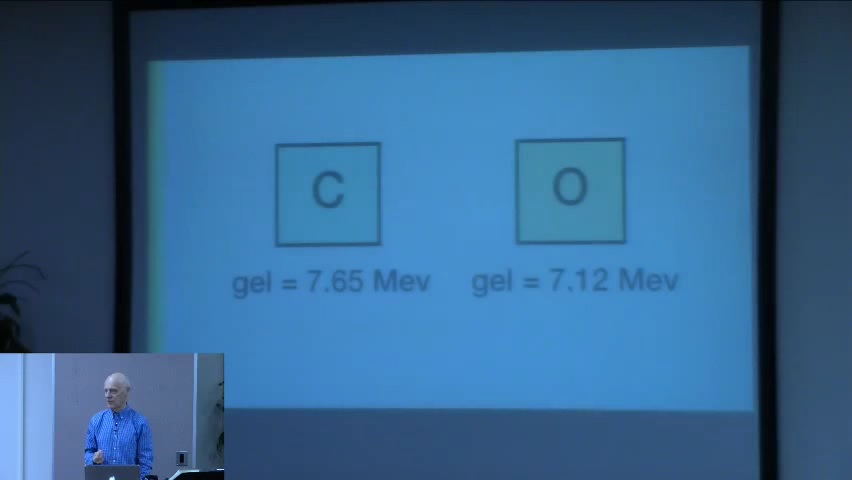 C
O
gel = 7.65 Mev
gel = 7.12 Mev